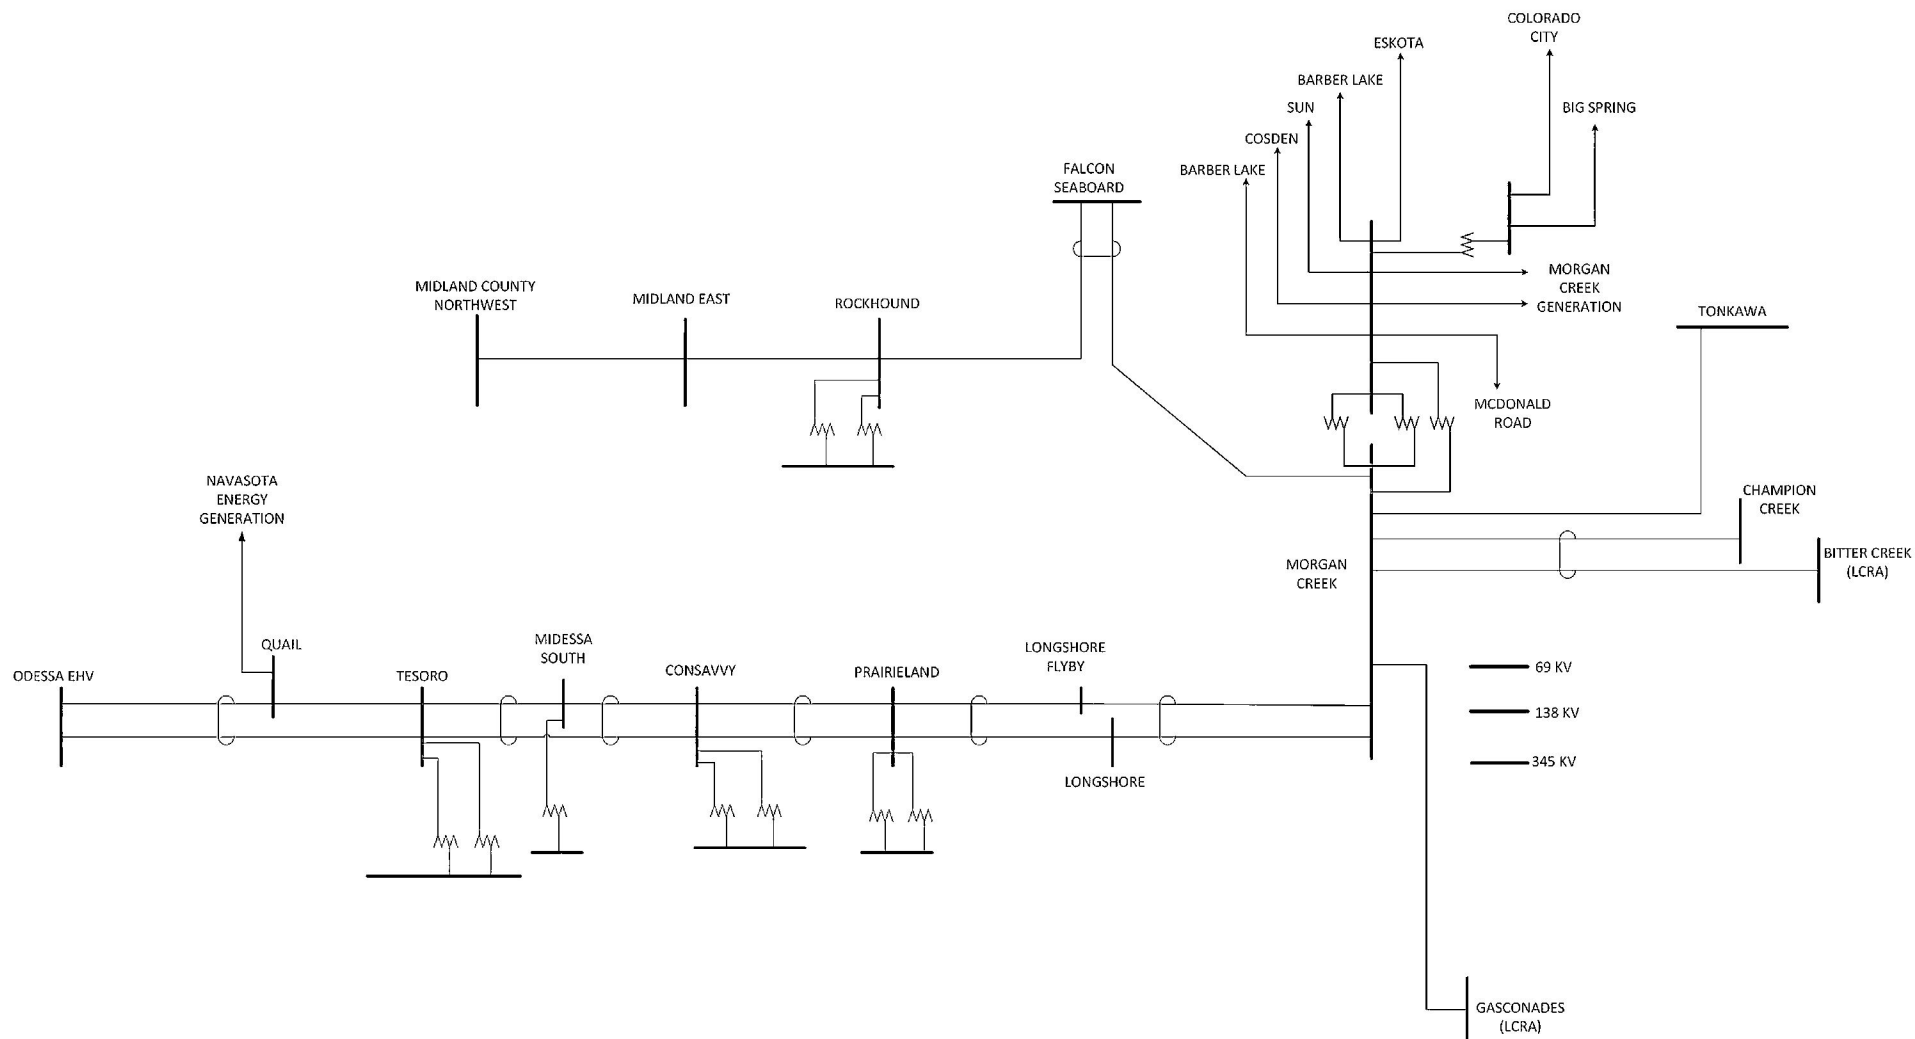 COLORADO
CITY
ESKOTA
BARBER LAKE
SUN
BIG SPRING
COSDEN
BARBER LAKE
FALCON
SEABOARD
MORGAN
CREEK
GENERATION
MIDLAND COUNTY
NORTHWEST
MIDLAND EAST
ROCKHOUND
TONKAWA
MCDONALD
ROAD
NAVASOTA
ENERGY
GENERATION
CHAMPION
CREEK
BITTER CREEK
(LCRA)
MORGAN
CREEK
QUAIL
MIDESSA
SOUTH
LONGSHORE
FLYBY
ODESSA EHV
TESORO
CONSAVVY
PRAIRIELAND
69 KV
138 KV
345 KV
LONGSHORE
GASCONADES
(LCRA)